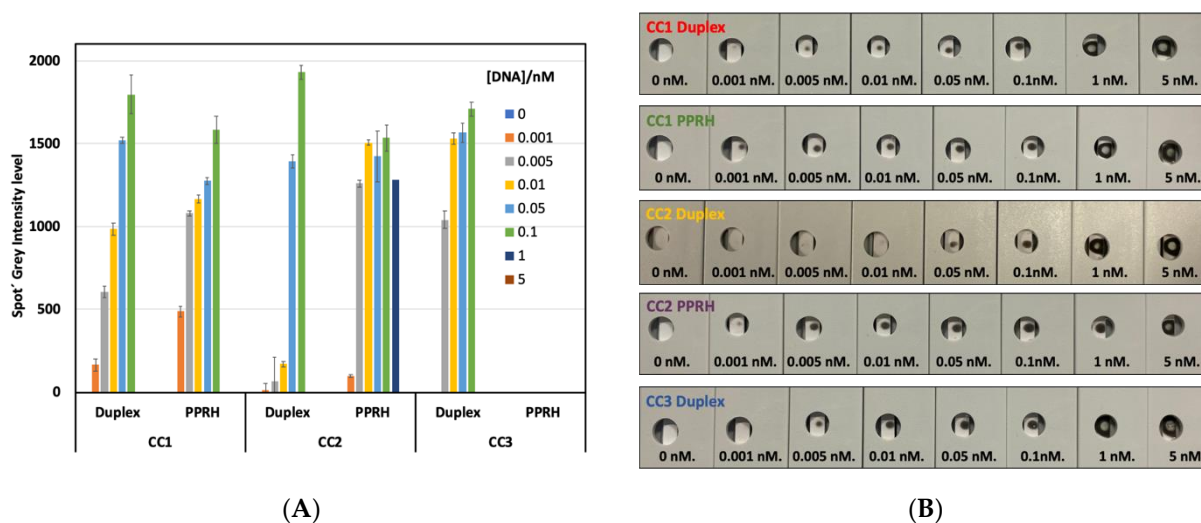 2000
1500
1000
500
0
Spot´ Grey Intensity level
[DNA]/nM
0
0.001
0.005
0.01
0.05
0.1
1
5
Duplex PPRH Duplex PPRH Duplex PPRH
CC1 CC2 CC3
(A)
CC1 Duplex
0 nM. 0.001 nM. 0.005 nM. 0.01 nM. 0.05 nM. 0.1nM. 1 nM. 5 nM.
CC1 PPRH
0 nM. 0.001 nM. 0.005 nM. 0.01 nM. 0.05 nM. 0.1nM. 1 nM. 5 nM.
CC2 Duplex
0 nM. 0.001 nM. 0.005 nM. 0.01 nM. 0.05 nM. 0.1nM. 1 nM. 5 nM.
CC2 PPRH
0 nM. 0.001 nM. 0.005 nM. 0.01 nM. 0.05 nM. 0.1nM. 1 nM. 5 nM.
CC3 Duplex
0 nM. 0.001 nM. 0.005 nM. 0.01 nM. 0.05 nM. 0.1nM. 1 nM. 5 nM.
(B)